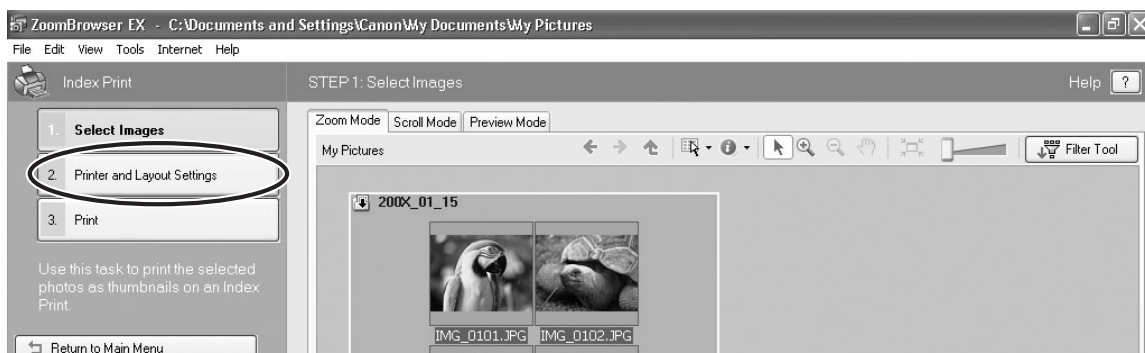 ZoomBrowser EX - C:\Documents and Settings\Canon\My Documents\My Pictures
File Edit View Tools Internet Help
Index Print
STEP 1: Select Images
Help ?
1. Select Images
2. Printer and Layout Settings
3. Print
Use this task to print the selected
photos as thumbnails on an Index
Print.
Return to Main Menu
Zoom Mode Scroll Mode Preview Mode
My Pictures
Filter Tool
200X_01_15
IMG_0101.JPG IMG_0102.JPG